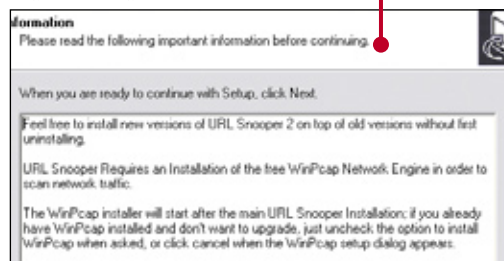 Information
Please read the following important information before continuing.
When you are ready to continue with Setup, click Next.
Feel free to install new versions of URL Snooper 2 on top of old versions without first
uninstalling.
URL Snooper Requires an Installation of the free WinPcap Network Engine in order to
scan network traffic.
The WinPcap installer will start after the main URL Snooper Installation; if you already
have WinPcap installed and don't want to upgrade, just uncheck the option to install
WinPcap when asked, or click cancel when the WinPcap setup dialog appears.